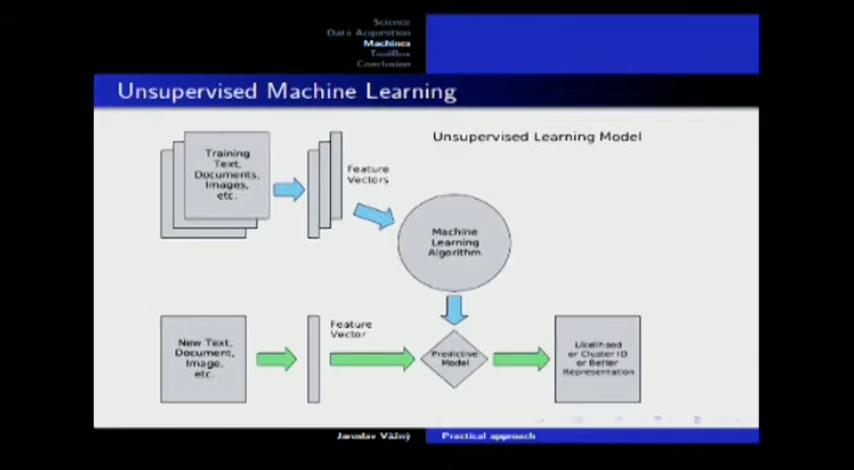 Science
Data Acquisition
Machines
ToolBox
Conclusion
Unsupervised Machine Learning
Unsupervised Learning Model
Training
Text,
Documents,
Images,
etc.
Feature
Vectors
Machine
Learning
Algorithm
New Text,
Document,
Image,
etc.
Feature
Vector
Predictive
Model
Likelihood
or Cluster ID
or Better
Representation
Jaroslav Vážný
Practical approach